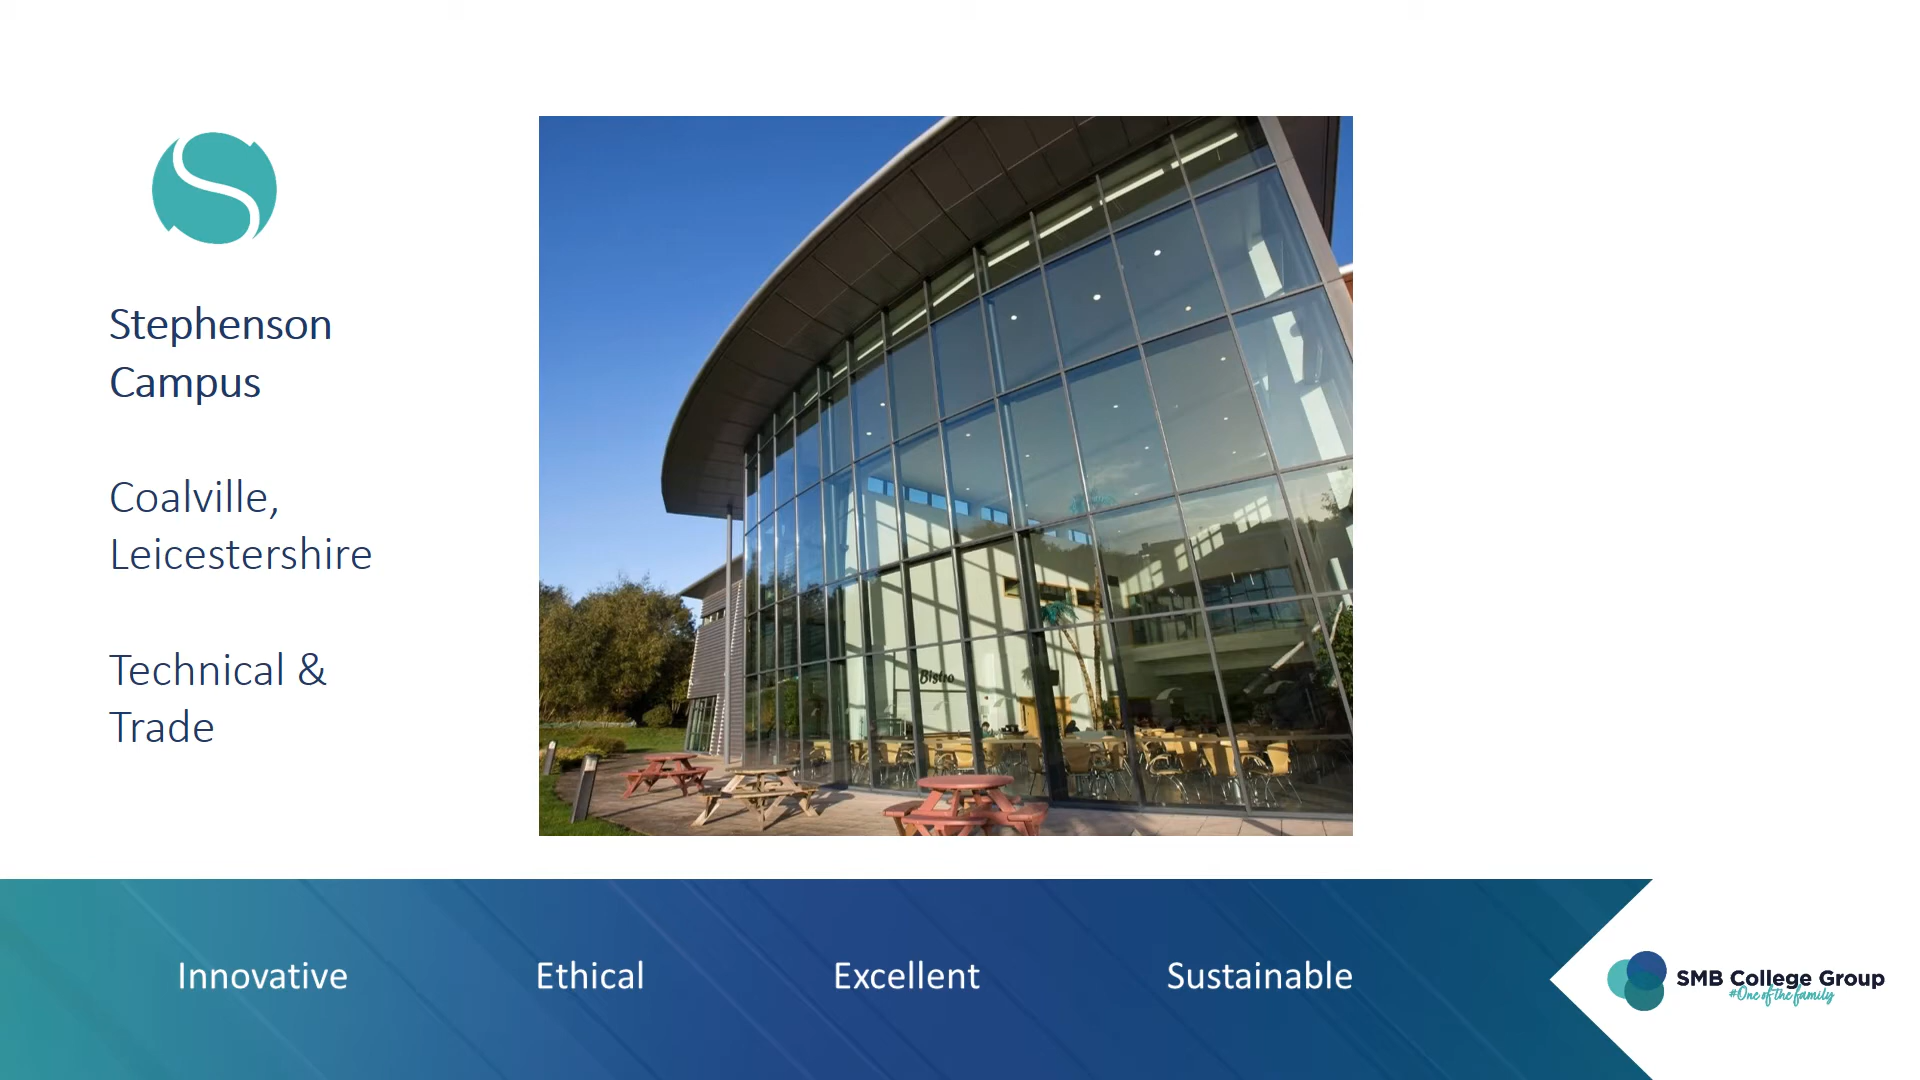 Stephenson
Campus
Coalville,
Leicestershire
Technical &
Trade
Bistro
Innovative
Ethical
Excellent
Sustainable
SMB College Group
#One of the family